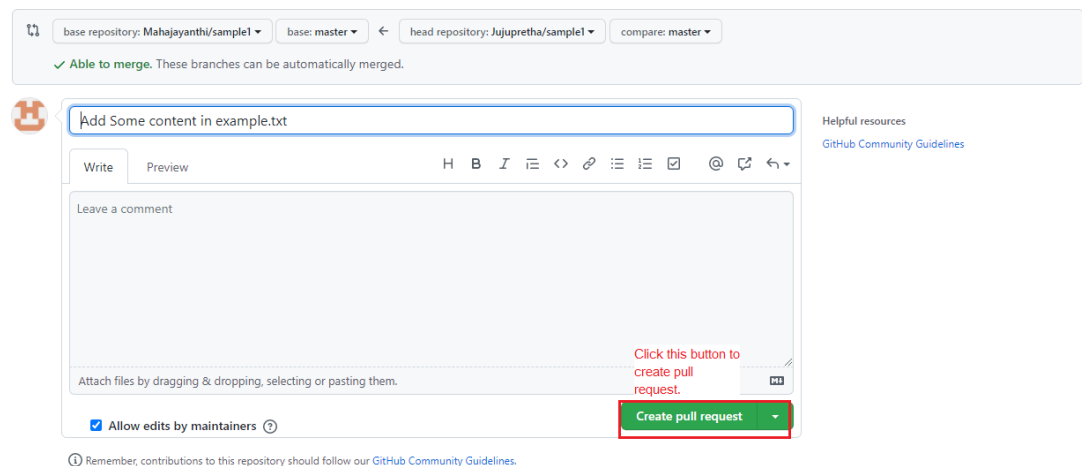 base repository: Mahajayanthi/sample1 base: master ← head repository: Jujupretha/sample1 compare: master
Able to merge. These branches can be automatically merged.
Add Some content in example.txt
Helpful resources
GitHub Community Guidelines
Write Preview
Leave a comment
Click this button to
create pull
request.
Attach files by dragging & dropping, selecting or pasting them.
Create pull request
Allow edits by maintainers
Remember, contributions to this repository should follow our GitHub Community Guidelines.